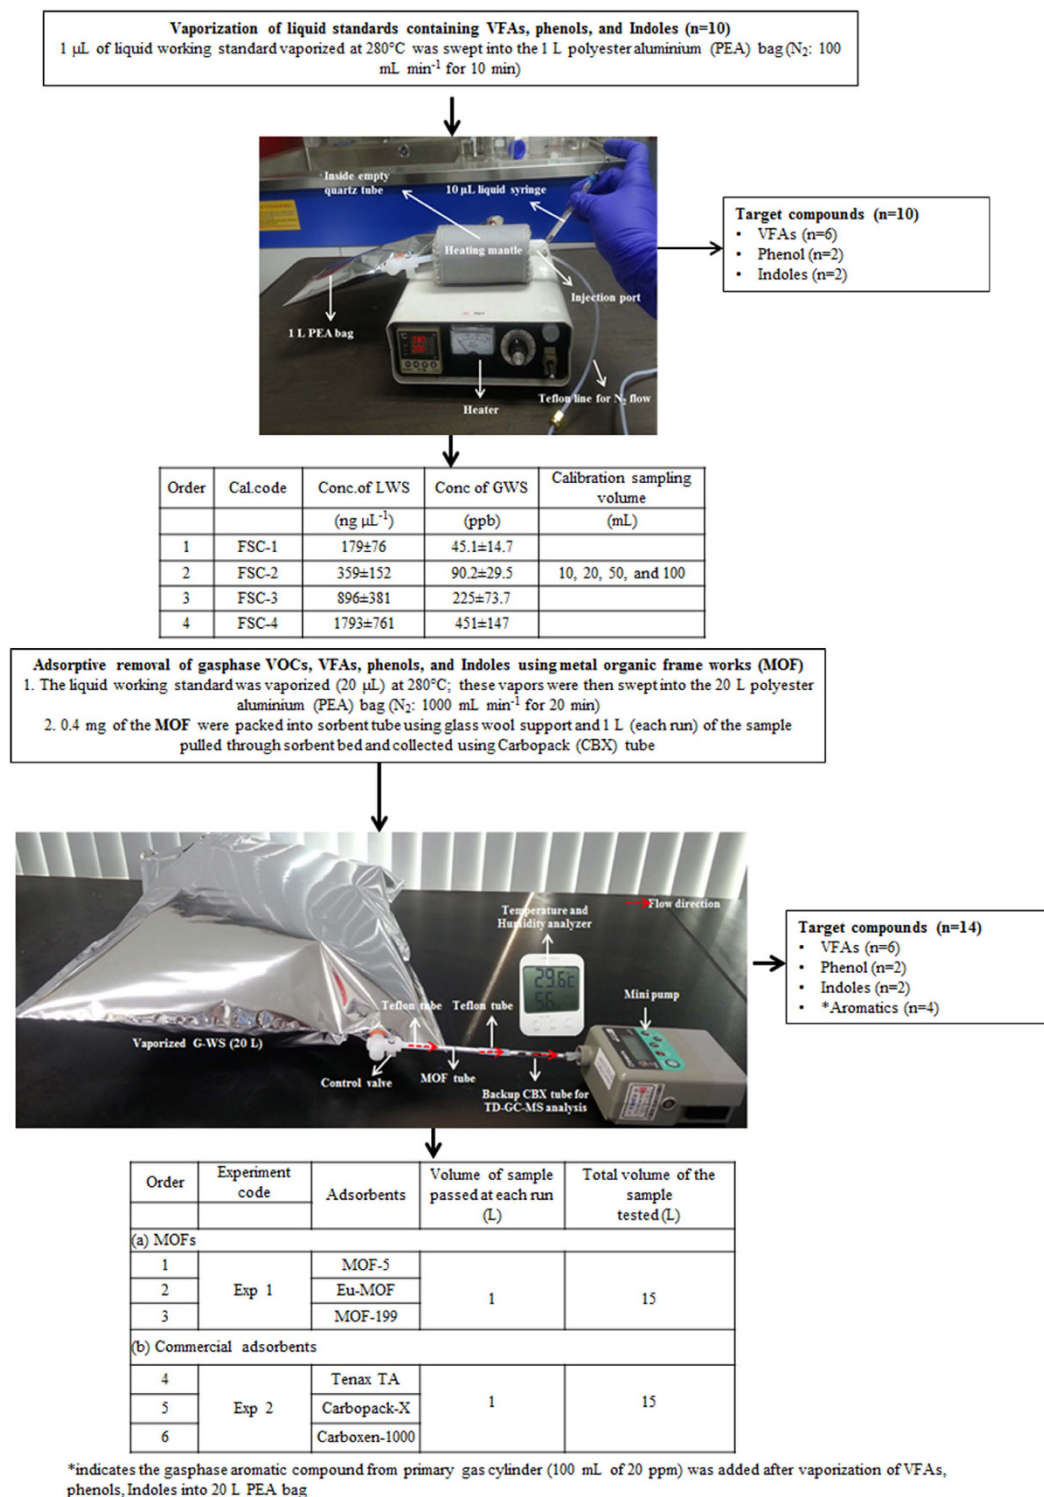 Vaporization of liquid standards containing VFAs, phenols, and Indoles (n=10)
1 μL of liquid working standard vaporized at 280°C was swept into the 1 L polyester aluminium (PEA) bag (N₂: 100
mL min⁻¹ for 10 min)
Inside empty
quartz tube
10 μL liquid syringe
Heating mantle
Injection port
1 L PEA bag
Heater
Teflon line for N₂ flow
Target compounds (n=10)
• VFAs (n=6)
• Phenol (n=2)
• Indoles (n=2)
Order Cal.code Conc.of LWS Conc of GWS Calibration sampling
volume
(ng μL⁻¹) (ppb) (mL)
1 FSC-1 179±76 45.1±14.7
2 FSC-2 359±152 90.2±29.5 10, 20, 50, and 100
3 FSC-3 896±381 225±73.7
4 FSC-4 1793±761 451±147
Adsorptive removal of gasphase VOCs, VFAs, phenols, and Indoles using metal organic frame works (MOF)
1. The liquid working standard was vaporized (20 μL) at 280°C; these vapors were then swept into the 20 L polyester
aluminium (PEA) bag (N₂: 1000 mL min⁻¹ for 20 min)
2. 0.4 mg of the MOF were packed into sorbent tube using glass wool support and 1 L (each run) of the sample
pulled through sorbent bed and collected using Carbopack (CBX) tube
Flow direction
Temperature and
Humidity analyzer
29.6c
56
Mini pump
Teflon tube Teflon tube
Vaporized G-WS (20 L)
Control valve
MOF tube
Backup CBX tube for
TD-GC-MS analysis
Target compounds (n=14)
• VFAs (n=6)
• Phenol (n=2)
• Indoles (n=2)
• *Aromatics (n=4)
Order Experiment
code Adsorbents Volume of sample
passed at each run
(L) Total volume of the
sample
tested (L)
(a) MOFs
1 Exp 1 MOF-5 1 15
2 Eu-MOF
3 MOF-199
(b) Commercial adsorbents
4 Exp 2 Tenax TA 1 15
5 Carbopack-X
6 Carboxen-1000
*indicates the gasphase aromatic compound from primary gas cylinder (100 mL of 20 ppm) was added after vaporization of VFAs,
phenols, Indoles into 20 L PEA bag